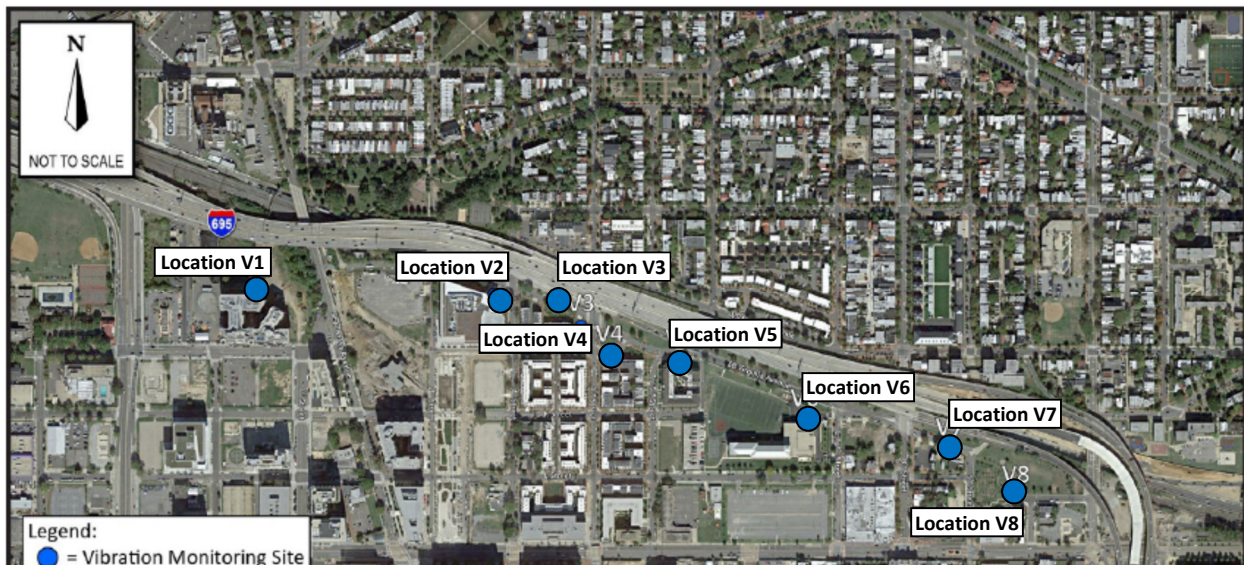 N
NOT TO SCALE
695
Location V1
Location V2
Location V3
V3
Location V4
V4
Location V5
Location V6
Location V7
V8
Location V8
Legend:
= Vibration Monitoring Site